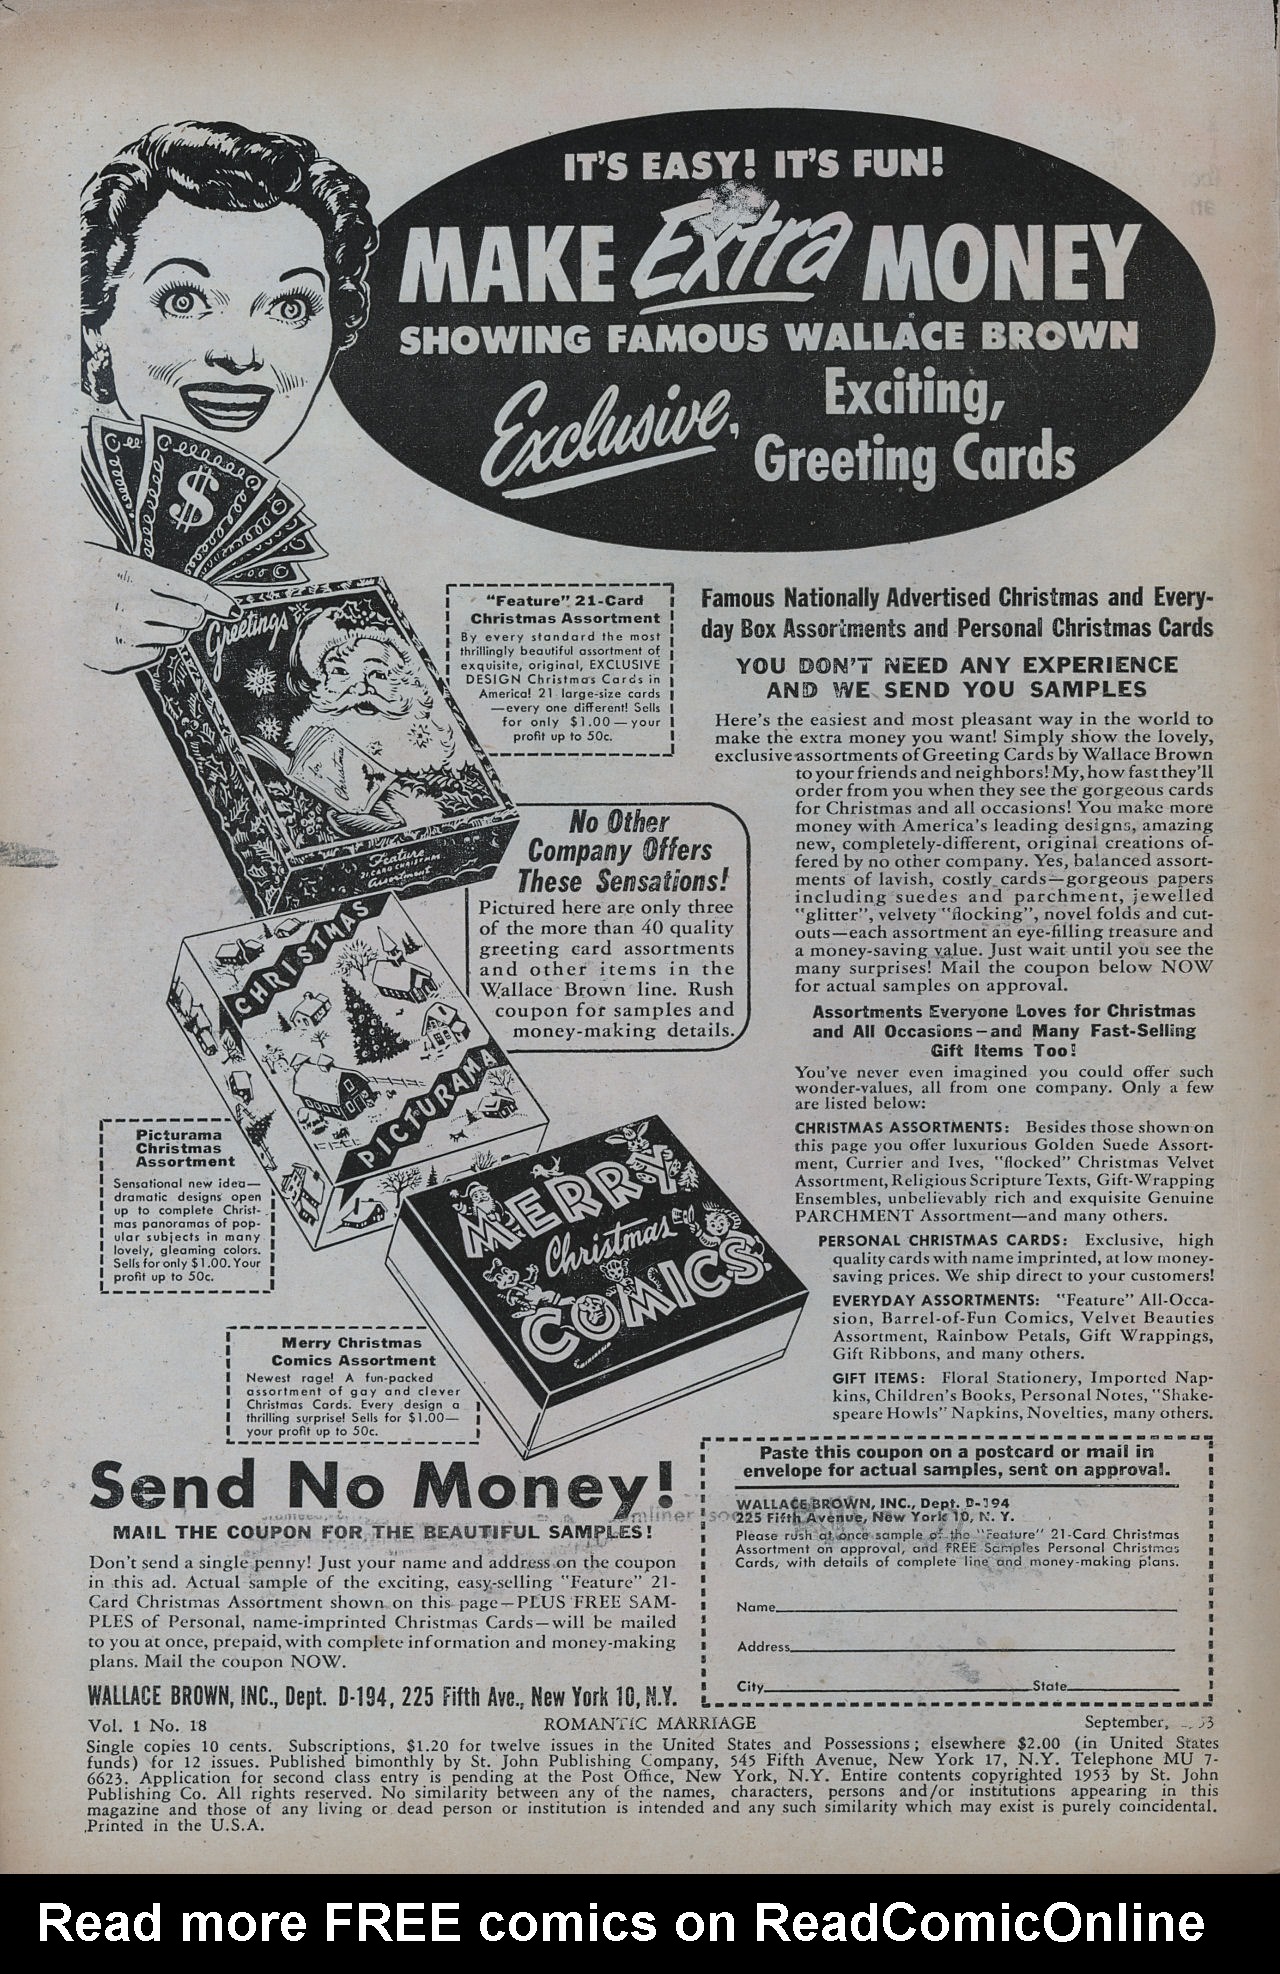 IT'S EASY! IT'S FUN!
MAKE Extra MONEY
SHOWING FAMOUS WALLACE BROWN
Exclusive, Exciting,
Greeting Cards
$
Greetings
for
Christmas
Feature
21 CARD CHRISTMAS
Assortment
"Feature" 21-Card
Christmas Assortment
By every standard the most
thrillingly beautiful assortment of
exquisite, original, EXCLUSIVE
DESIGN Christmas Cards in
America! 21 large-size cards
—every one different! Sells
for only $1.00—your
profit up to 50c.
Famous Nationally Advertised Christmas and Every-
day Box Assortments and Personal Christmas Cards
YOU DON'T NEED ANY EXPERIENCE
AND WE SEND YOU SAMPLES
Here's the easiest and most pleasant way in the world to
make the extra money you want! Simply show the lovely,
exclusive assortments of Greeting Cards by Wallace Brown
to your friends and neighbors! My, how fast they'll
order from you when they see the gorgeous cards
for Christmas and all occasions! You make more
money with America's leading designs, amazing
new, completely-different, original creations of-
fered by no other company. Yes, balanced assort-
ments of lavish, costly cards—gorgeous papers
including suedes and parchment, jewelled
"glitter", velvety "flocking", novel folds and cut-
outs—each assortment an eye-filling treasure and
a money-saving value. Just wait until you see the
many surprises! Mail the coupon below NOW
for actual samples on approval.
No Other
Company Offers
These Sensations!
Pictured here are only three
of the more than 40 quality
greeting card assortments
and other items in the
Wallace Brown line. Rush
coupon for samples and
money-making details.
CHRISTMAS
PICTURAMA
Assortments Everyone Loves for Christmas
and All Occasions—and Many Fast-Selling
Gift Items Too!
You've never even imagined you could offer such
wonder-values, all from one company. Only a few
are listed below:
CHRISTMAS ASSORTMENTS: Besides those shown on
this page you offer luxurious Golden Suede Assort-
ment, Currier and Ives, "flocked" Christmas Velvet
Assortment, Religious Scripture Texts, Gift-Wrapping
Ensembles, unbelievably rich and exquisite Genuine
PARCHMENT Assortment—and many others.
PERSONAL CHRISTMAS CARDS: Exclusive, high
quality cards with name imprinted, at low money-
saving prices. We ship direct to your customers!
EVERYDAY ASSORTMENTS: "Feature" All-Occa-
sion, Barrel-of-Fun Comics, Velvet Beauties
Assortment, Rainbow Petals, Gift Wrappings,
Gift Ribbons, and many others.
GIFT ITEMS: Floral Stationery, Imported Nap-
kins, Children's Books, Personal Notes, "Shake-
speare Howls" Napkins, Novelties, many others.
Picturama
Christmas
Assortment
Sensational new idea—
dramatic designs open
up to complete Christ-
mas panoramas of pop-
ular subjects in many
lovely, gleaming colors.
Sells for only $1.00. Your
profit up to 50c.
MERRY
Christmas
COMICS
Merry Christmas
Comics Assortment
Newest rage! A fun-packed
assortment of gay and clever
Christmas Cards. Every design a
thrilling surprise! Sells for $1.00—
your profit up to 50c.
Send No Money!
MAIL THE COUPON FOR THE BEAUTIFUL SAMPLES!
Don't send a single penny! Just your name and address on the coupon
in this ad. Actual sample of the exciting, easy-selling "Feature" 21-
Card Christmas Assortment shown on this page—PLUS FREE SAM-
PLES of Personal, name-imprinted Christmas Cards—will be mailed
to you at once, prepaid, with complete information and money-making
plans. Mail the coupon NOW.
WALLACE BROWN, INC., Dept. D-194, 225 Fifth Ave., New York 10, N.Y.
Paste this coupon on a postcard or mail in
envelope for actual samples, sent on approval.
WALLACE BROWN, INC., Dept. D-194
225 Fifth Avenue, New York 10, N. Y.
Please rush at once sample of the "Feature" 21-Card Christmas
Assortment on approval, and FREE Samples Personal Christmas
Cards, with details of complete line and money-making plans.
Name
Address
City State
Vol. 1 No. 18 ROMANTIC MARRIAGE September, 53
Single copies 10 cents. Subscriptions, $1.20 for twelve issues in the United States and Possessions; elsewhere $2.00 (in United States
funds) for 12 issues. Published bimonthly by St. John Publishing Company, 545 Fifth Avenue, New York 17, N.Y. Telephone MU 7-
6623. Application for second class entry is pending at the Post Office, New York, N.Y. Entire contents copyrighted 1953 by St. John
Publishing Co. All rights reserved. No similarity between any of the names, characters, persons and/or institutions appearing in this
magazine and those of any living or dead person or institution is intended and any such similarity which may exist is purely coincidental.
Printed in the U.S.A.
Read more FREE comics on ReadComicOnline